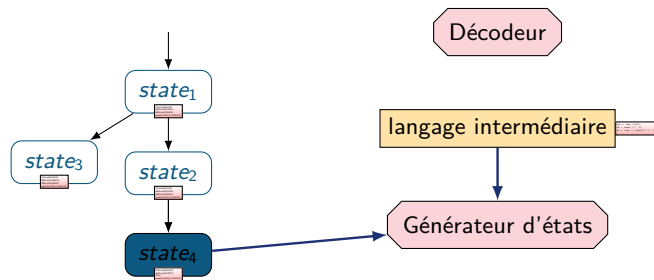 Décodeur
state₁
langage intermédiaire
state₃
state₂
Générateur d'états
state₄